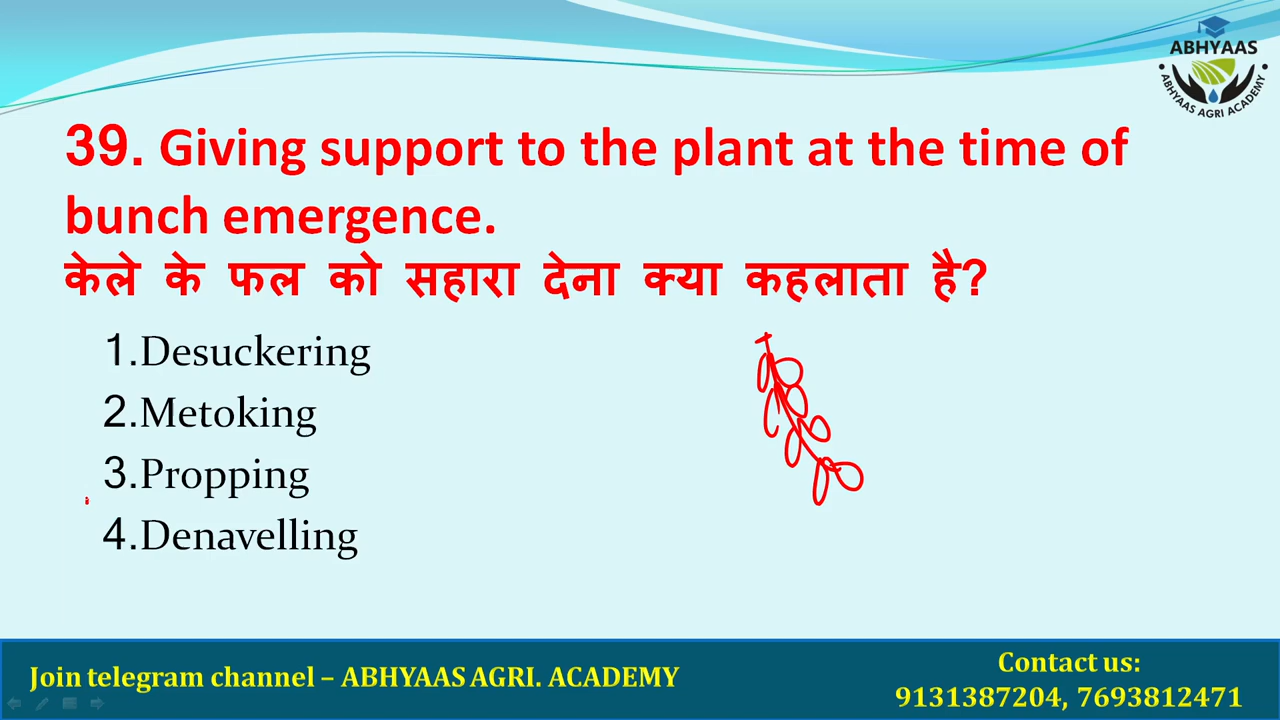 ABHYAAS
ABHYAAS AGRI ACADEMY
39. Giving support to the plant at the time of
bunch emergence.
केले के फल को सहारा देना क्या कहलाता है?
1.Desuckering
2.Metoking
3.Propping
4.Denavelling
Join telegram channel – ABHYAAS AGRI. ACADEMY
Contact us:
9131387204, 7693812471